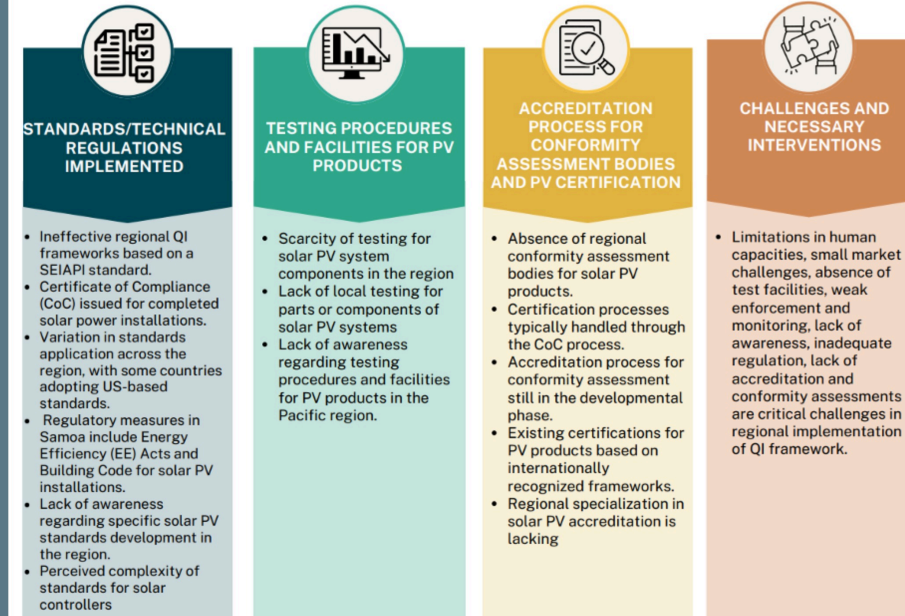 STANDARDS/TECHNICAL
REGULATIONS
IMPLEMENTED
• Ineffective regional QI
frameworks based on a
SEIAPI standard.
• Certificate of Compliance
(CoC) issued for completed
solar power installations.
• Variation in standards
application across the
region, with some countries
adopting US-based
standards.
• Regulatory measures in
Samoa include Energy
Efficiency (EE) Acts and
Building Code for solar PV
installations.
• Lack of awareness
regarding specific solar PV
standards development in
the region.
• Perceived complexity of
standards for solar
controllers
TESTING PROCEDURES
AND FACILITIES FOR PV
PRODUCTS
• Scarcity of testing for
solar PV system
components in the region
• Lack of local testing for
parts or components of
solar PV systems
• Lack of awareness
regarding testing
procedures and facilities
for PV products in the
Pacific region.
ACCREDITATION
PROCESS FOR
CONFORMITY
ASSESSMENT BODIES
AND PV CERTIFICATION
• Absence of regional
conformity assessment
bodies for solar PV
products.
• Certification processes
typically handled through
the CoC process.
• Accreditation process for
conformity assessment
still in the developmental
phase.
• Existing certifications for
PV products based on
internationally
recognized frameworks.
• Regional specialization in
solar PV accreditation is
lacking
CHALLENGES AND
NECESSARY
INTERVENTIONS
• Limitations in human
capacities, small market
challenges, absence of
test facilities, weak
enforcement and
monitoring, lack of
awareness, inadequate
regulation, lack of
accreditation and
conformity assessments
are critical challenges in
regional implementation
of QI framework.